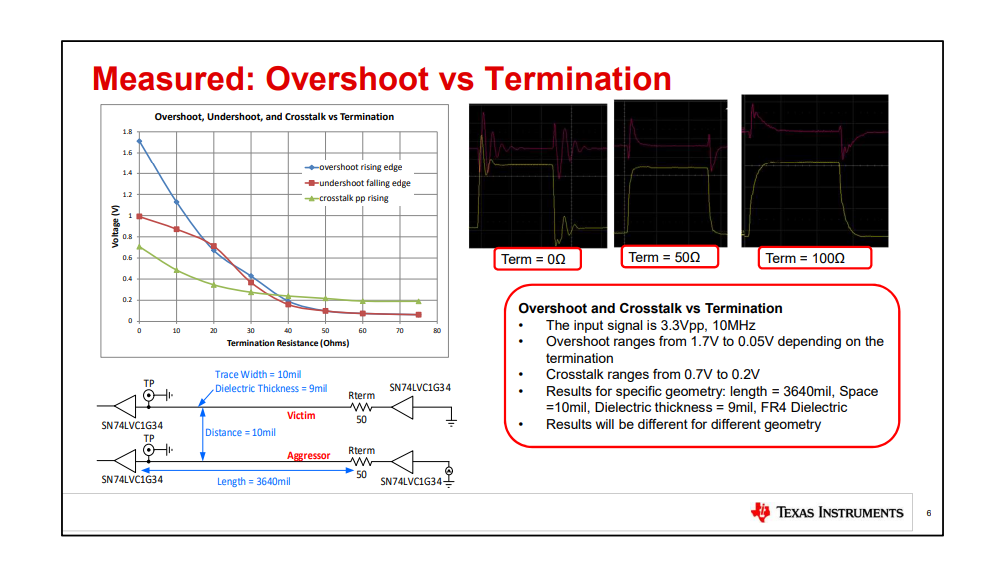 Measured: Overshoot vs Termination
Overshoot, Undershoot, and Crosstalk vs Termination
1.8
1.6
1.4
1.2
1
0.8
0.6
0.4
0.2
0
Voltage (V)
overshoot rising edge
undershoot falling edge
crosstalk pp rising
0 10 20 30 40 50 60 70 80
Termination Resistance (Ohms)
Term = 0Ω
Term = 50Ω
Term = 100Ω
Overshoot and Crosstalk vs Termination
• The input signal is 3.3Vpp, 10MHz
• Overshoot ranges from 1.7V to 0.05V depending on the
termination
• Crosstalk ranges from 0.7V to 0.2V
• Results for specific geometry: length = 3640mil, Space
=10mil, Dielectric thickness = 9mil, FR4 Dielectric
• Results will be different for different geometry
Trace Width = 10mil
Dielectric Thickness = 9mil
TP
SN74LVC1G34
Rterm
50
SN74LVC1G34
Victim
Distance = 10mil
TP
SN74LVC1G34
Aggressor
Rterm
50
SN74LVC1G34
Length = 3640mil
TEXAS INSTRUMENTS
6